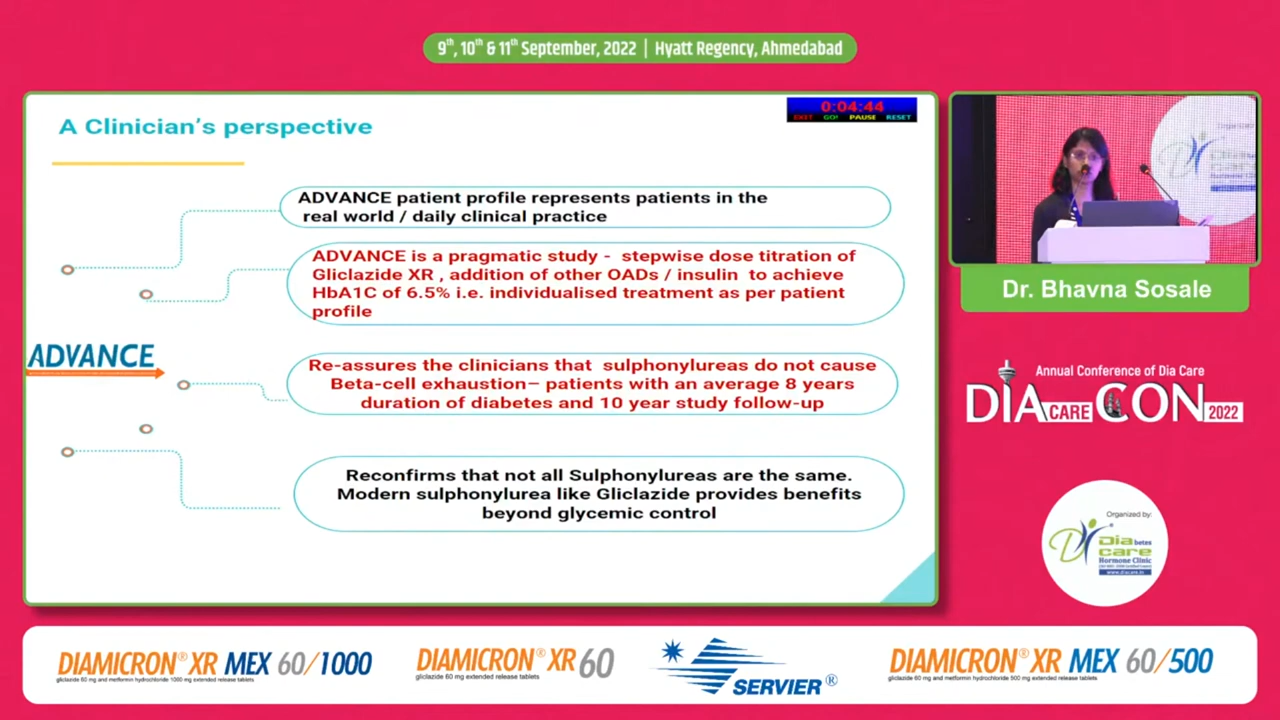 9th, 10th & 11th September, 2022 | Hyatt Regency, Ahmedabad
A Clinician's perspective
0:04:44
EXIT GO! PAUSE RESET
ADVANCE patient profile represents patients in the
real world / daily clinical practice
ADVANCE is a pragmatic study - stepwise dose titration of
Gliclazide XR , addition of other OADs / insulin to achieve
HbA1C of 6.5% i.e. individualised treatment as per patient
profile
ADVANCE
Re-assures the clinicians that sulphonylureas do not cause
Beta-cell exhaustion– patients with an average 8 years
duration of diabetes and 10 year study follow-up
Reconfirms that not all Sulphonylureas are the same.
Modern sulphonylurea like Gliclazide provides benefits
beyond glycemic control
Dr. Bhavna Sosale
Annual Conference of Dia Care
DIA CARE CON 2022
Organized by:
Diabetes
care
Hormone Clinic
www.diacare.in
DIAMICRON® XR MEX 60/1000
gliclazide 60 mg and metformin hydrochloride 1000 mg extended release tablets
DIAMICRON® XR 60
gliclazide 60 mg extended release tablets
SERVIER®
DIAMICRON® XR MEX 60/500
gliclazide 60 mg and metformin hydrochloride 500 mg extended release tablets